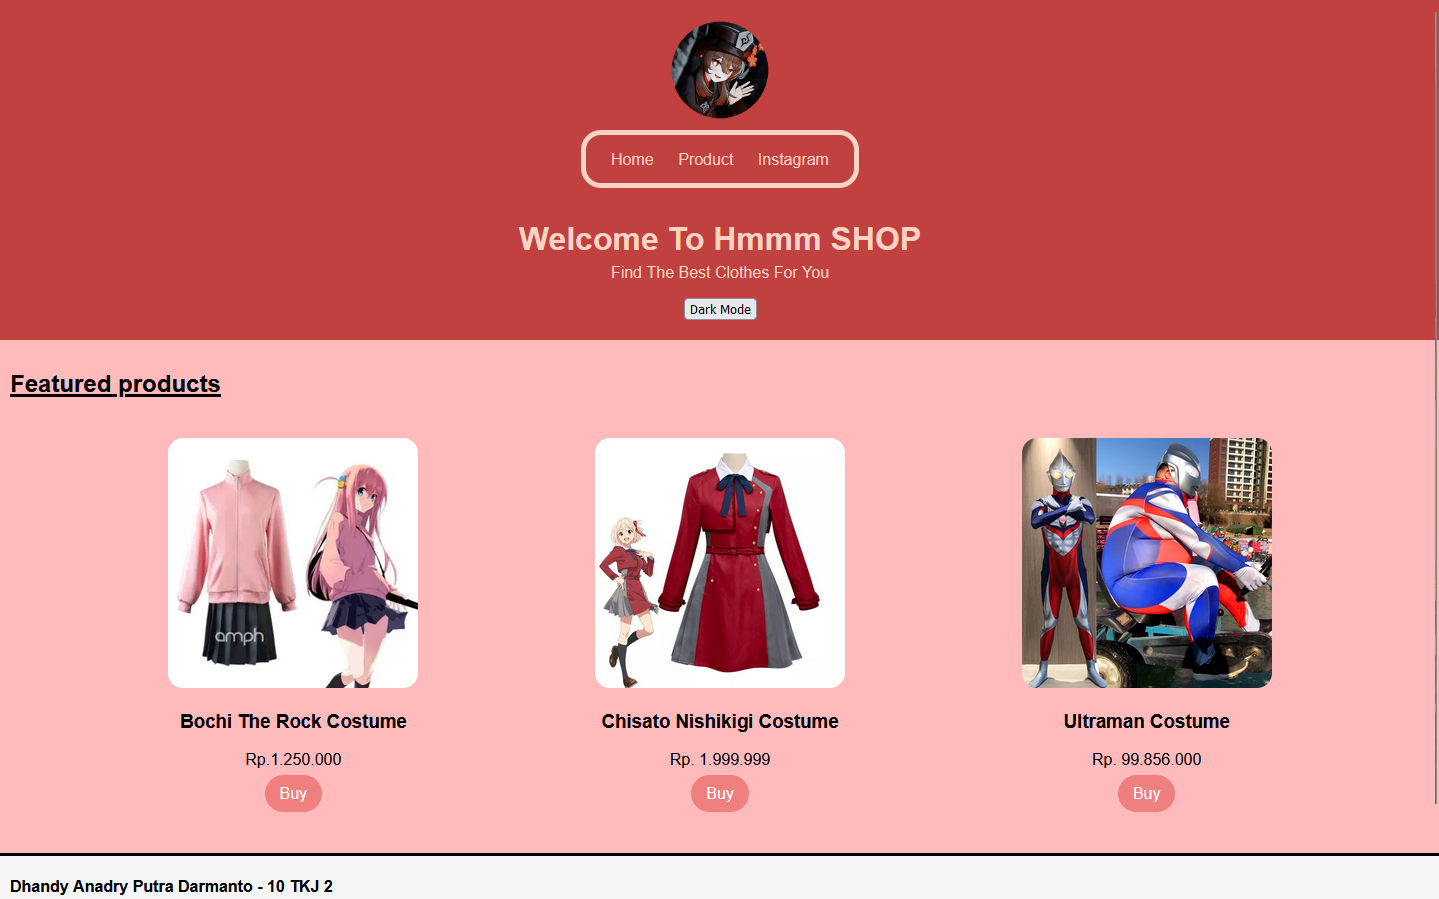 Home Product Instagram
Welcome To Hmmm SHOP
Find The Best Clothes For You
Dark Mode
Featured products
amph
Bochi The Rock Costume
Rp.1.250.000
Buy
Chisato Nishikigi Costume
Rp. 1.999.999
Buy
Ultraman Costume
Rp. 99.856.000
Buy
Dhandy Anadry Putra Darmanto - 10 TKJ 2